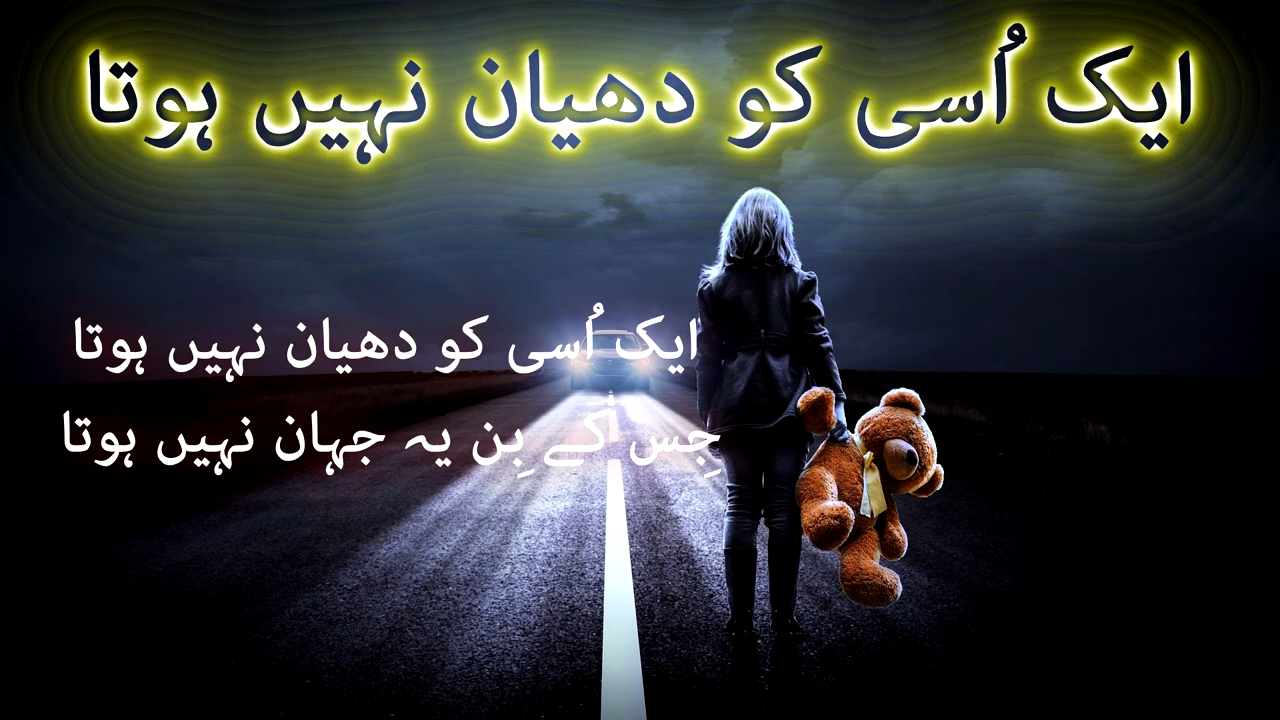 ایک اُسی کو دھیان نہیں ہوتا
ایک اُسی کو دھیان نہیں ہوتا
جِس کے بِن یہ جہان نہیں ہوتا